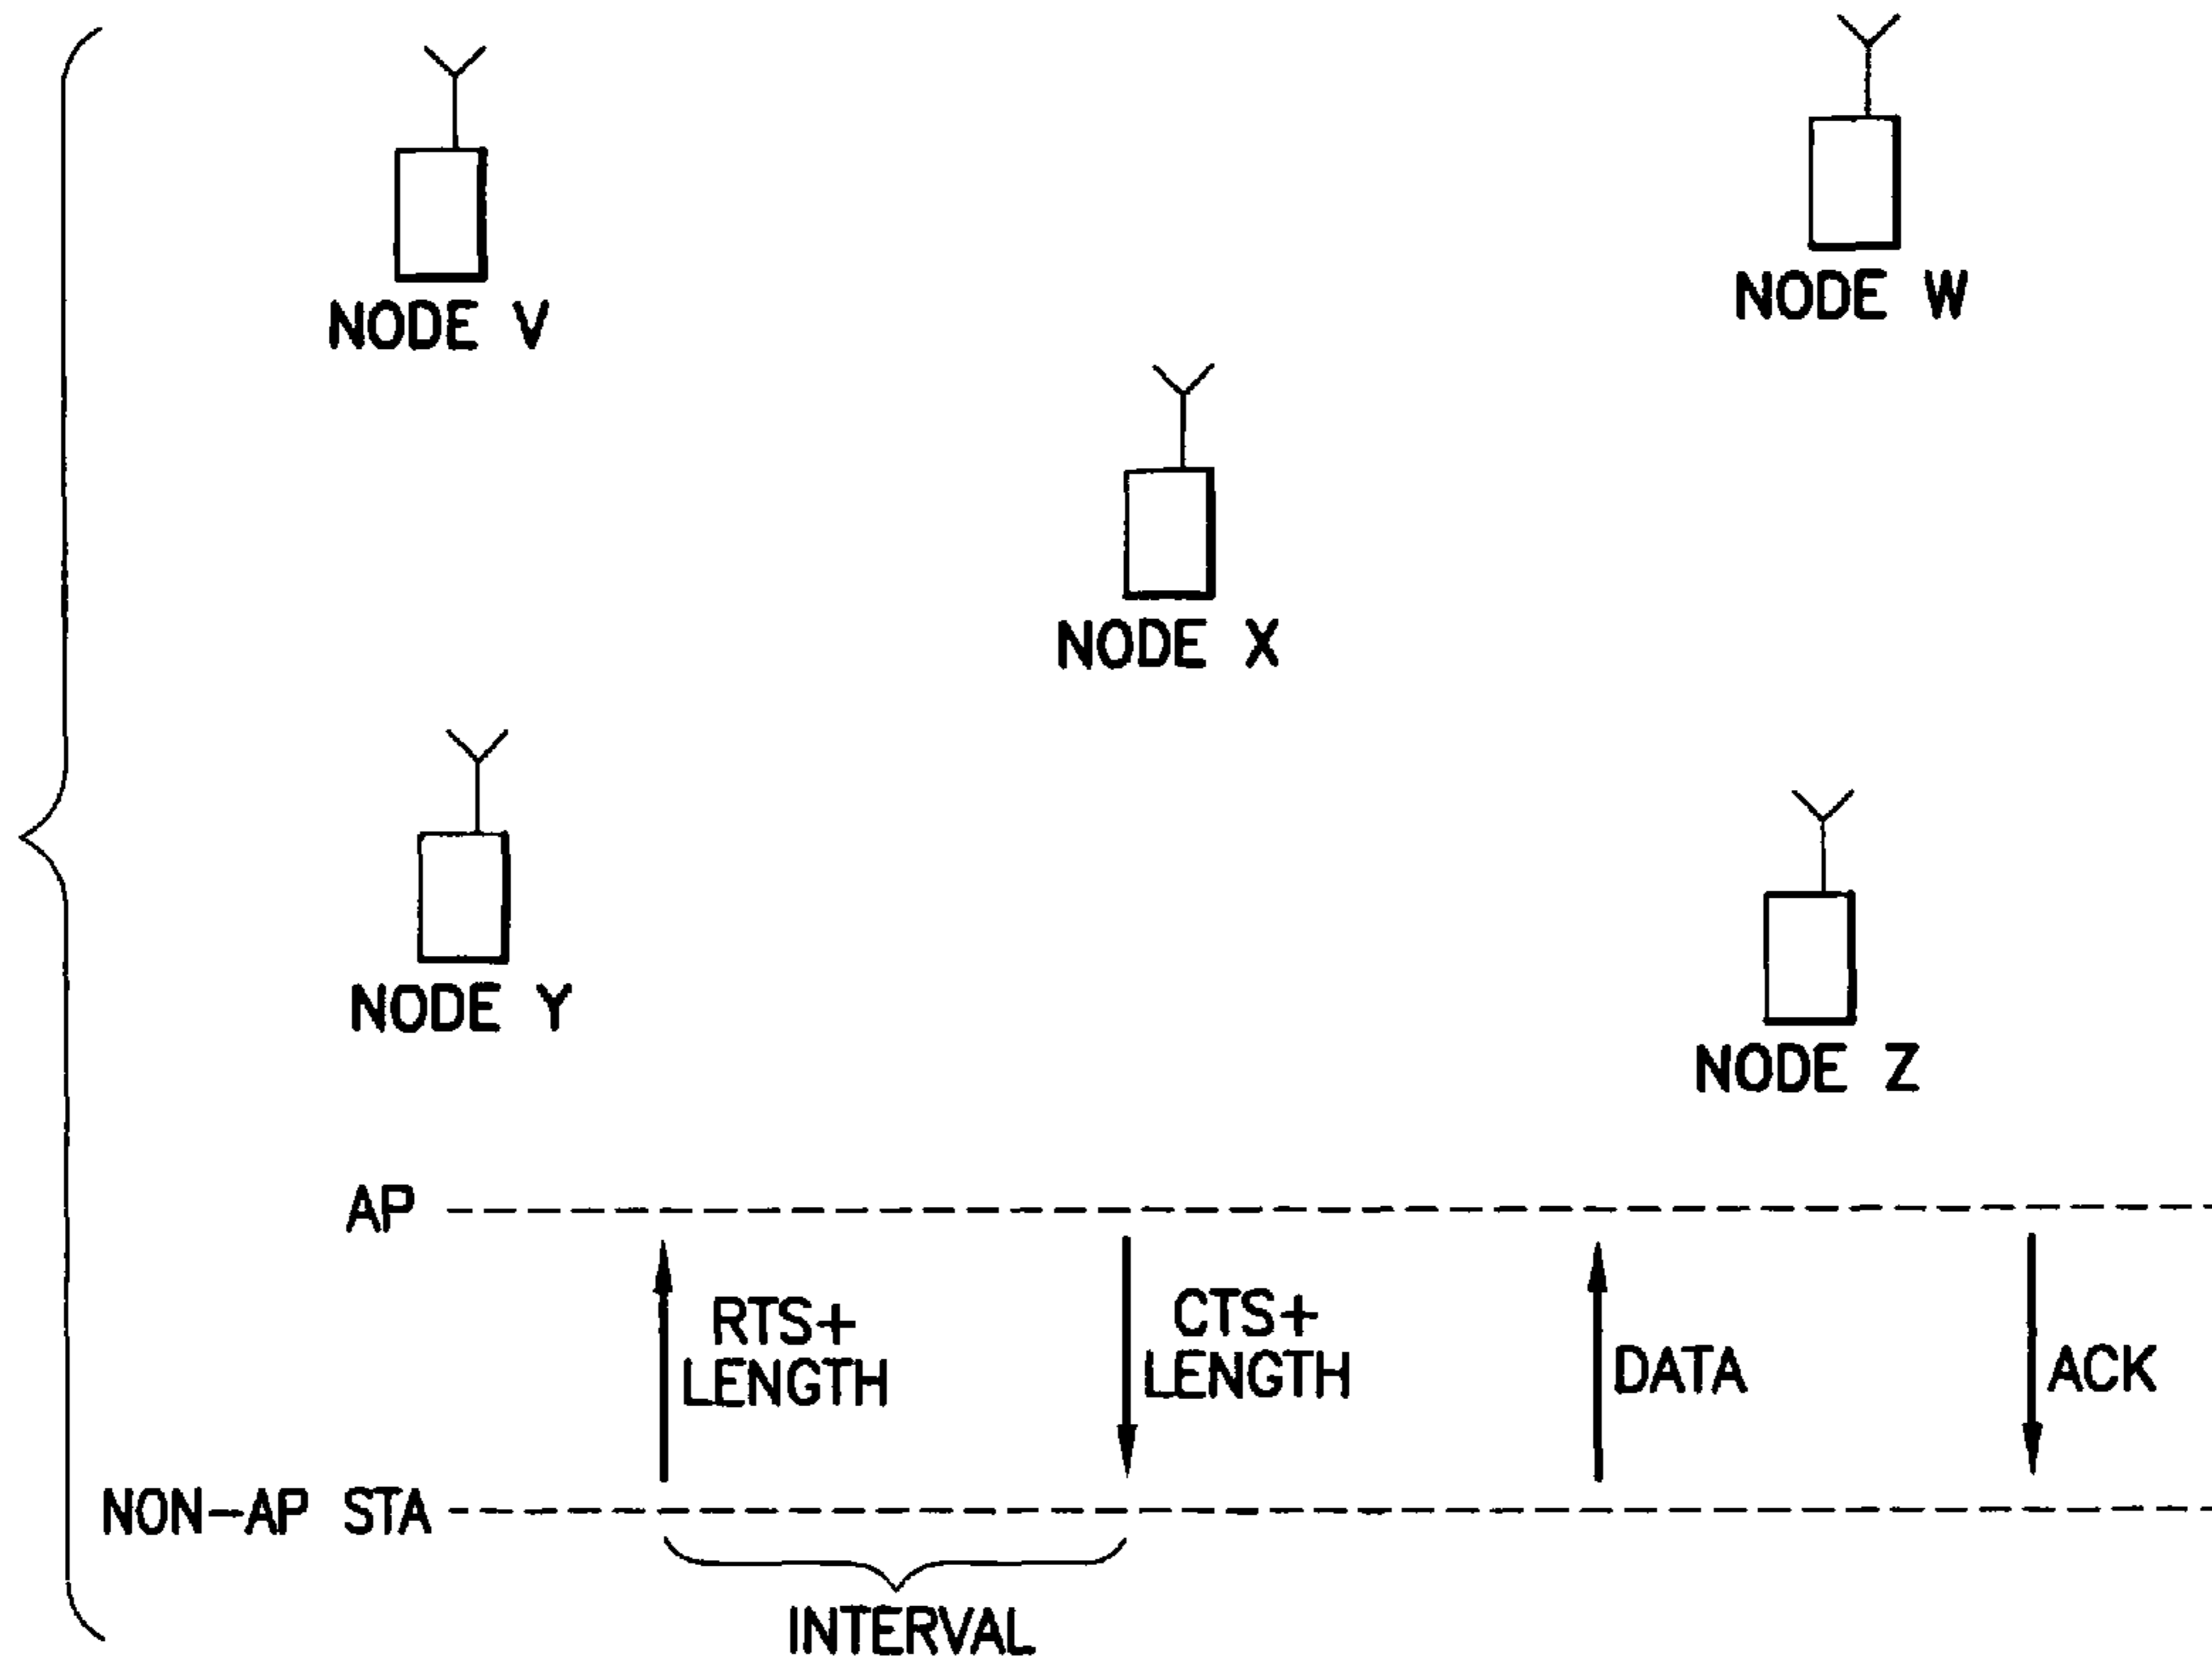 NODE V
NODE W
NODE X
NODE Y
NODE Z
AP
RTS+
LENGTH
CTS+
LENGTH
DATA
ACK
NON-AP STA
INTERVAL